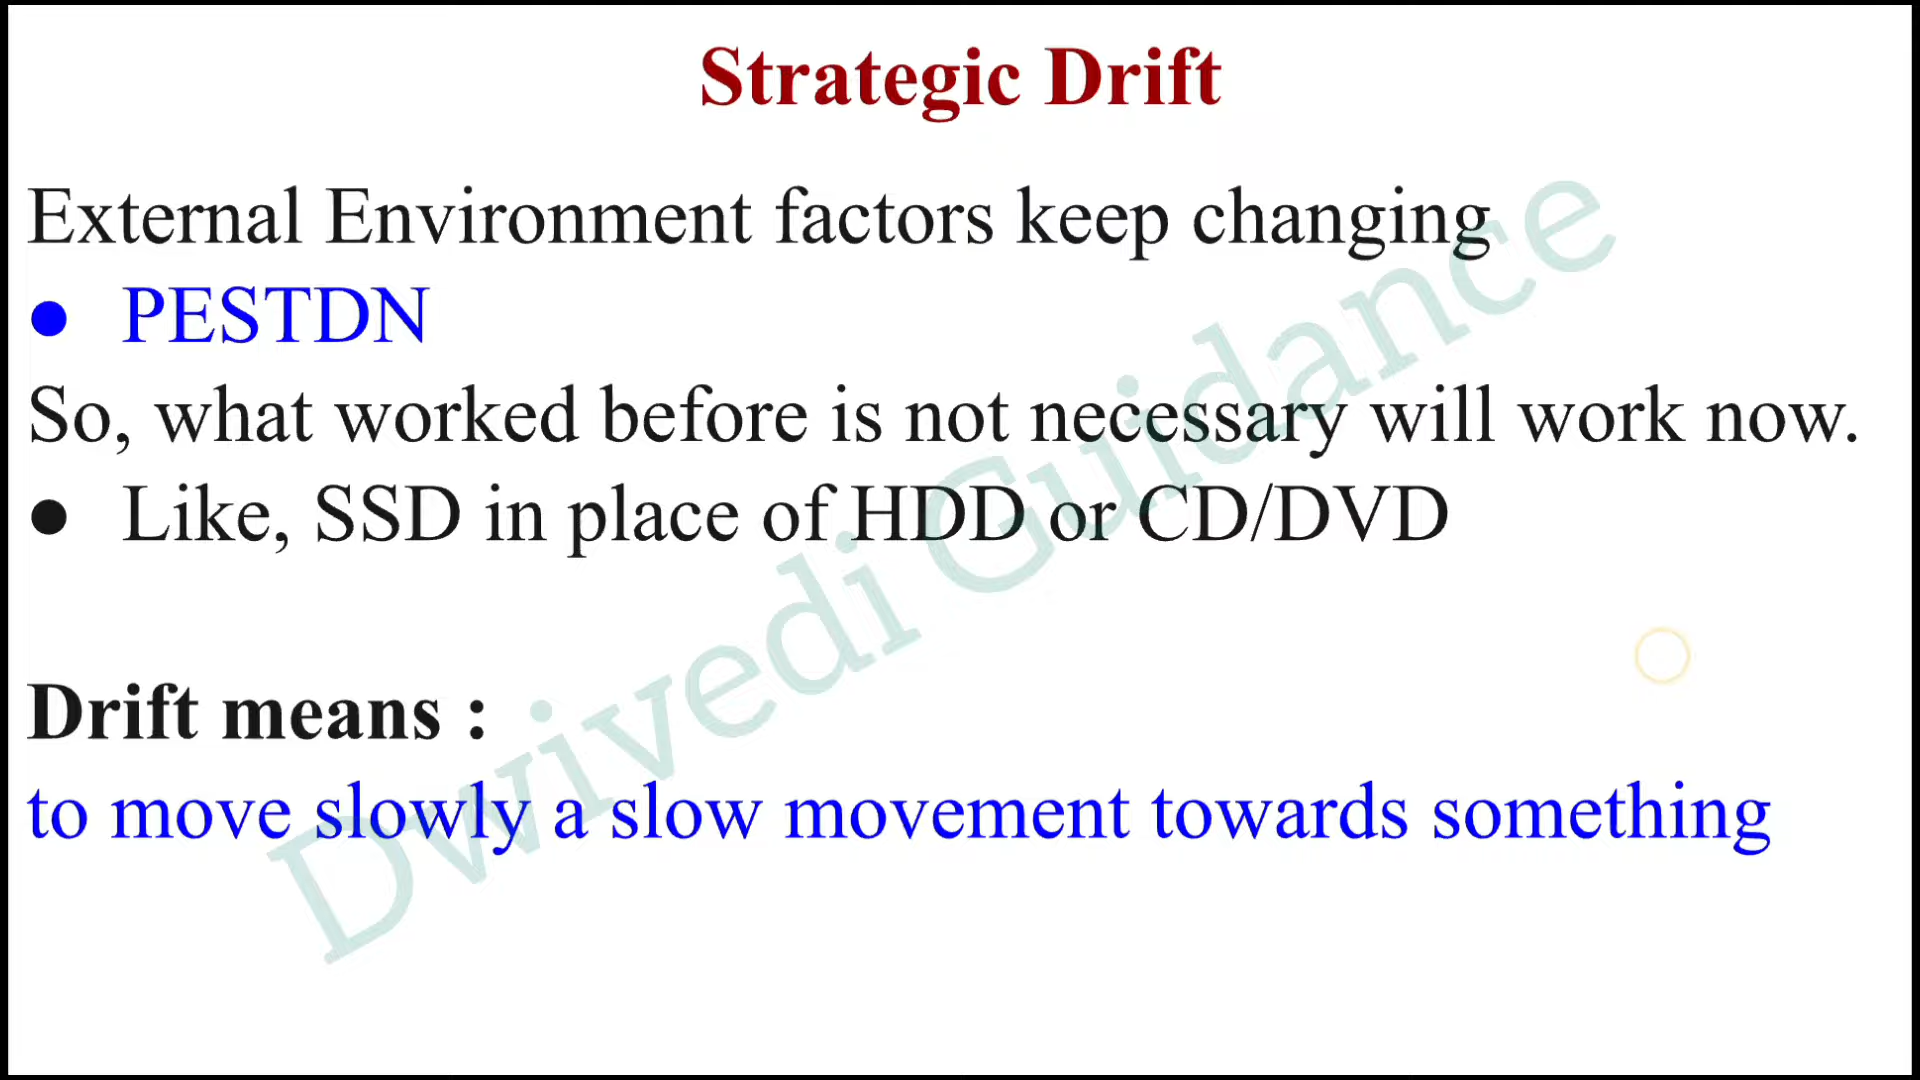 Strategic Drift
External Environment factors keep changing
● PESTDN
So, what worked before is not necessary will work now.
● Like, SSD in place of HDD or CD/DVD
Drift means :
to move slowly a slow movement towards something
Dwivedi Guidance